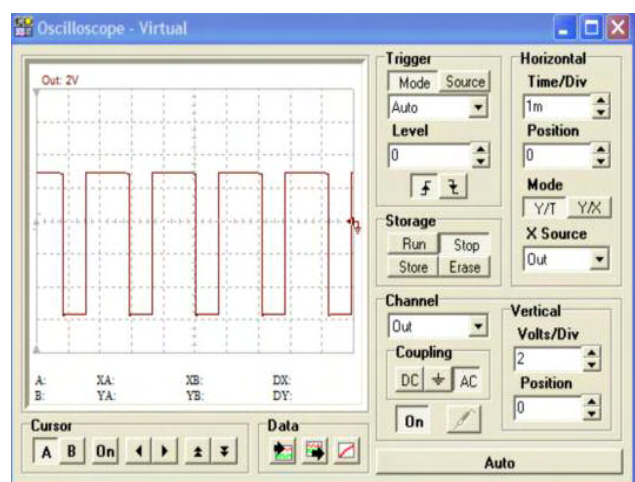 Oscilloscope - Virtual
Out: 2V
A: XA: XB: DX:
B: YA: YB: DY:
Cursor
A B On
Data
Trigger
Mode Source
Auto
Level
0
Storage
Run Stop
Store Erase
Horizontal
Time/Div
1m
Position
0
Mode
Y/T Y/X
X Source
Out
Channel
Out
Coupling
DC AC
On
Vertical
Volts/Div
2
Position
0
Auto